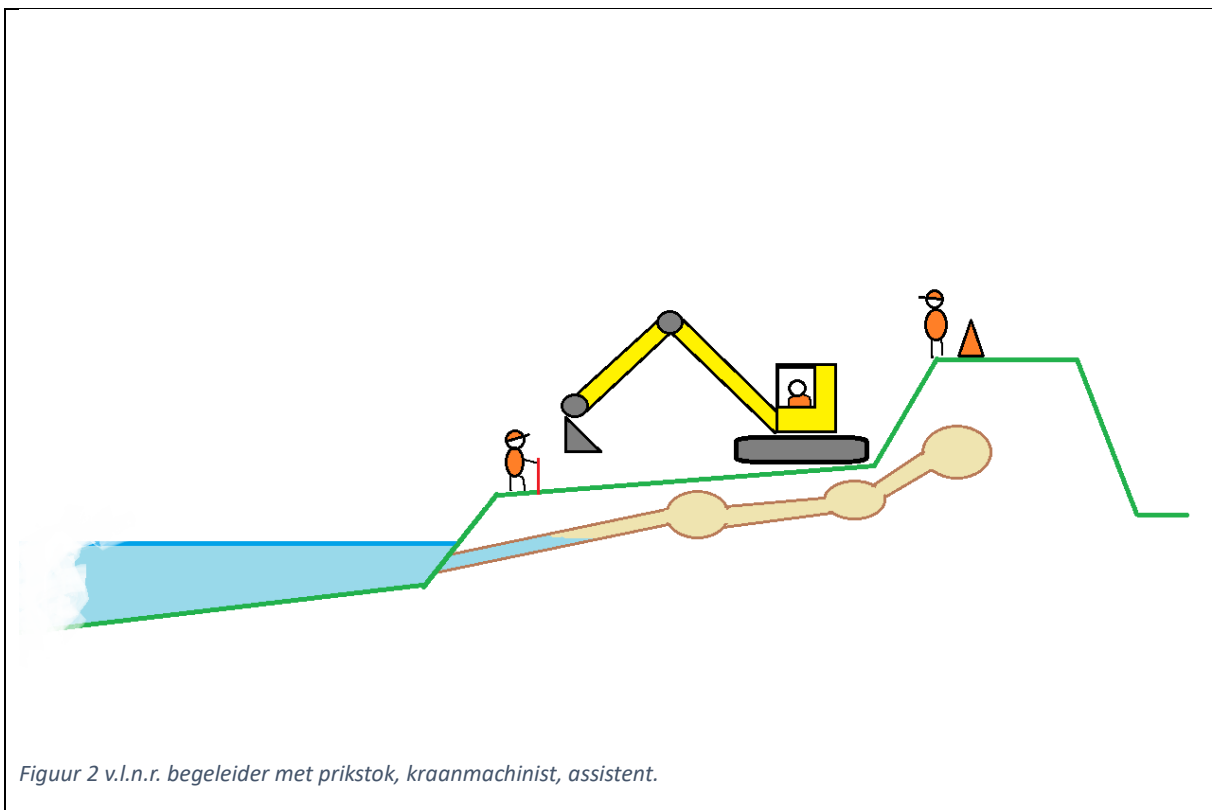 Figuur 2 v.l.n.r. begeleider met prikstok, kraanmachinist, assistent.